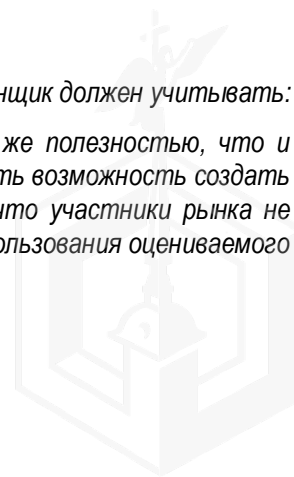 нщик должен учитывать:
же полезностью, что и
ть возможность создать
что участники рынка не
ользования оцениваемого